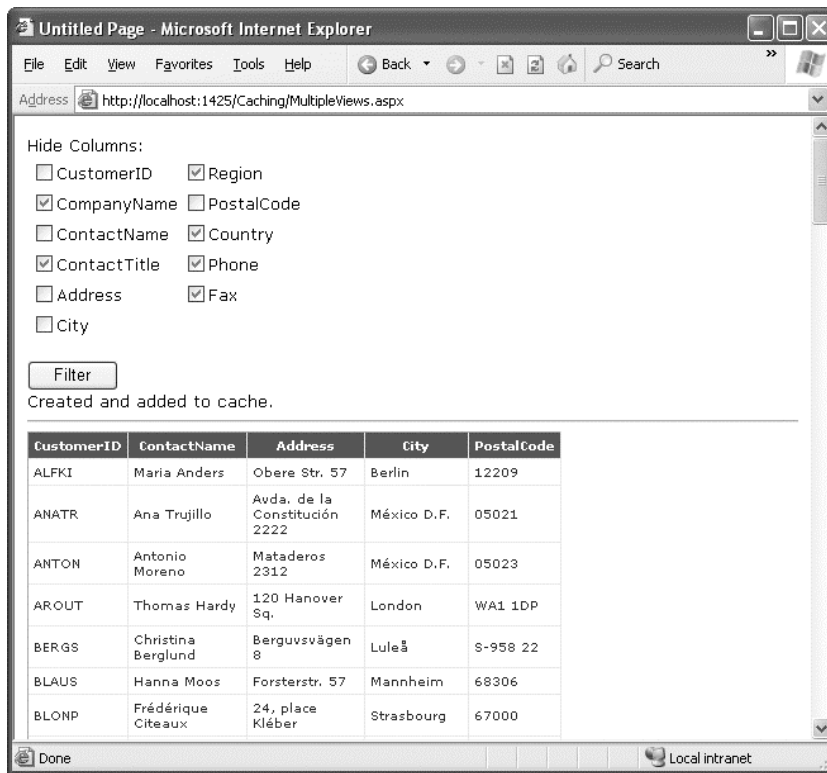 Untitled Page - Microsoft Internet Explorer
File Edit View Favorites Tools Help Back Search »
Address http://localhost:1425/Caching/MultipleViews.aspx
Hide Columns:
CustomerID Region
CompanyName PostalCode
ContactName Country
ContactTitle Phone
Address Fax
City
Filter
Created and added to cache.
CustomerID ContactName Address City PostalCode
ALFKI Maria Anders Obere Str. 57 Berlin 12209
ANATR Ana Trujillo Avda. de la Constitución 2222 México D.F. 05021
ANTON Antonio Moreno Mataderos 2312 México D.F. 05023
AROUT Thomas Hardy 120 Hanover Sq. London WA1 1DP
BERGS Christina Berglund Berguvsvägen 8 Luleå S-958 22
BLAUS Hanna Moos Forsterstr. 57 Mannheim 68306
BLONP Frédérique Citeaux 24, place Kléber Strasbourg 67000
Done Local intranet